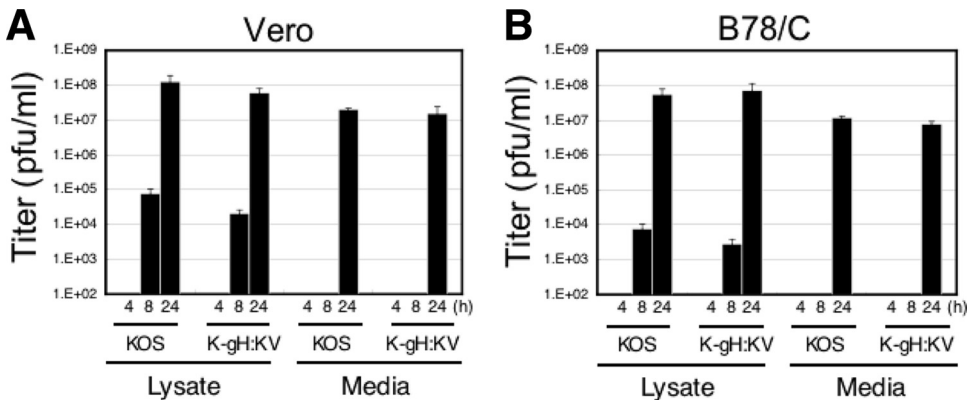 A
Vero
Titer (pfu/ml)
1.E+09
1.E+08
1.E+07
1.E+06
1.E+05
1.E+04
1.E+03
1.E+02
4 8 24 4 8 24 4 8 24 4 8 24 (h)
KOS K-gH:KV KOS K-gH:KV
Lysate Media
B
B78/C
Titer (pfu/ml)
1.E+09
1.E+08
1.E+07
1.E+06
1.E+05
1.E+04
1.E+03
1.E+02
4 8 24 4 8 24 4 8 24 4 8 24 (h)
KOS K-gH:KV KOS K-gH:KV
Lysate Media